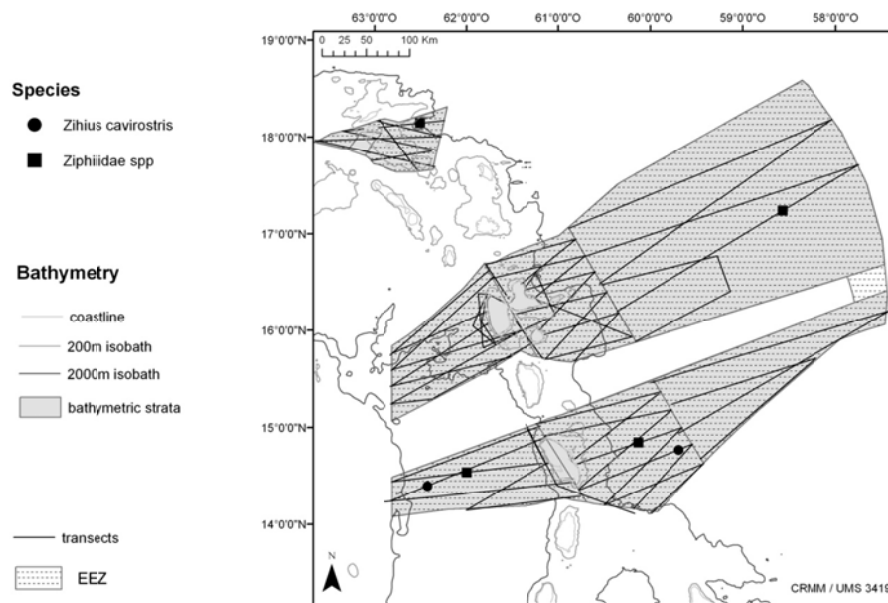 63°0'0"W 62°0'0"W 61°0'0"W 60°0'0"W 59°0'0"W 58°0'0"W
19°0'0"N
0 25 50 100 Km
Species
Zihius cavirostris
Ziphiidae spp
18°0'0"N
17°0'0"N
Bathymetry
coastline
200m isobath
2000m isobath
bathymetric strata
16°0'0"N
15°0'0"N
14°0'0"N
transects
EEZ
N
CRMM / UMS 3419